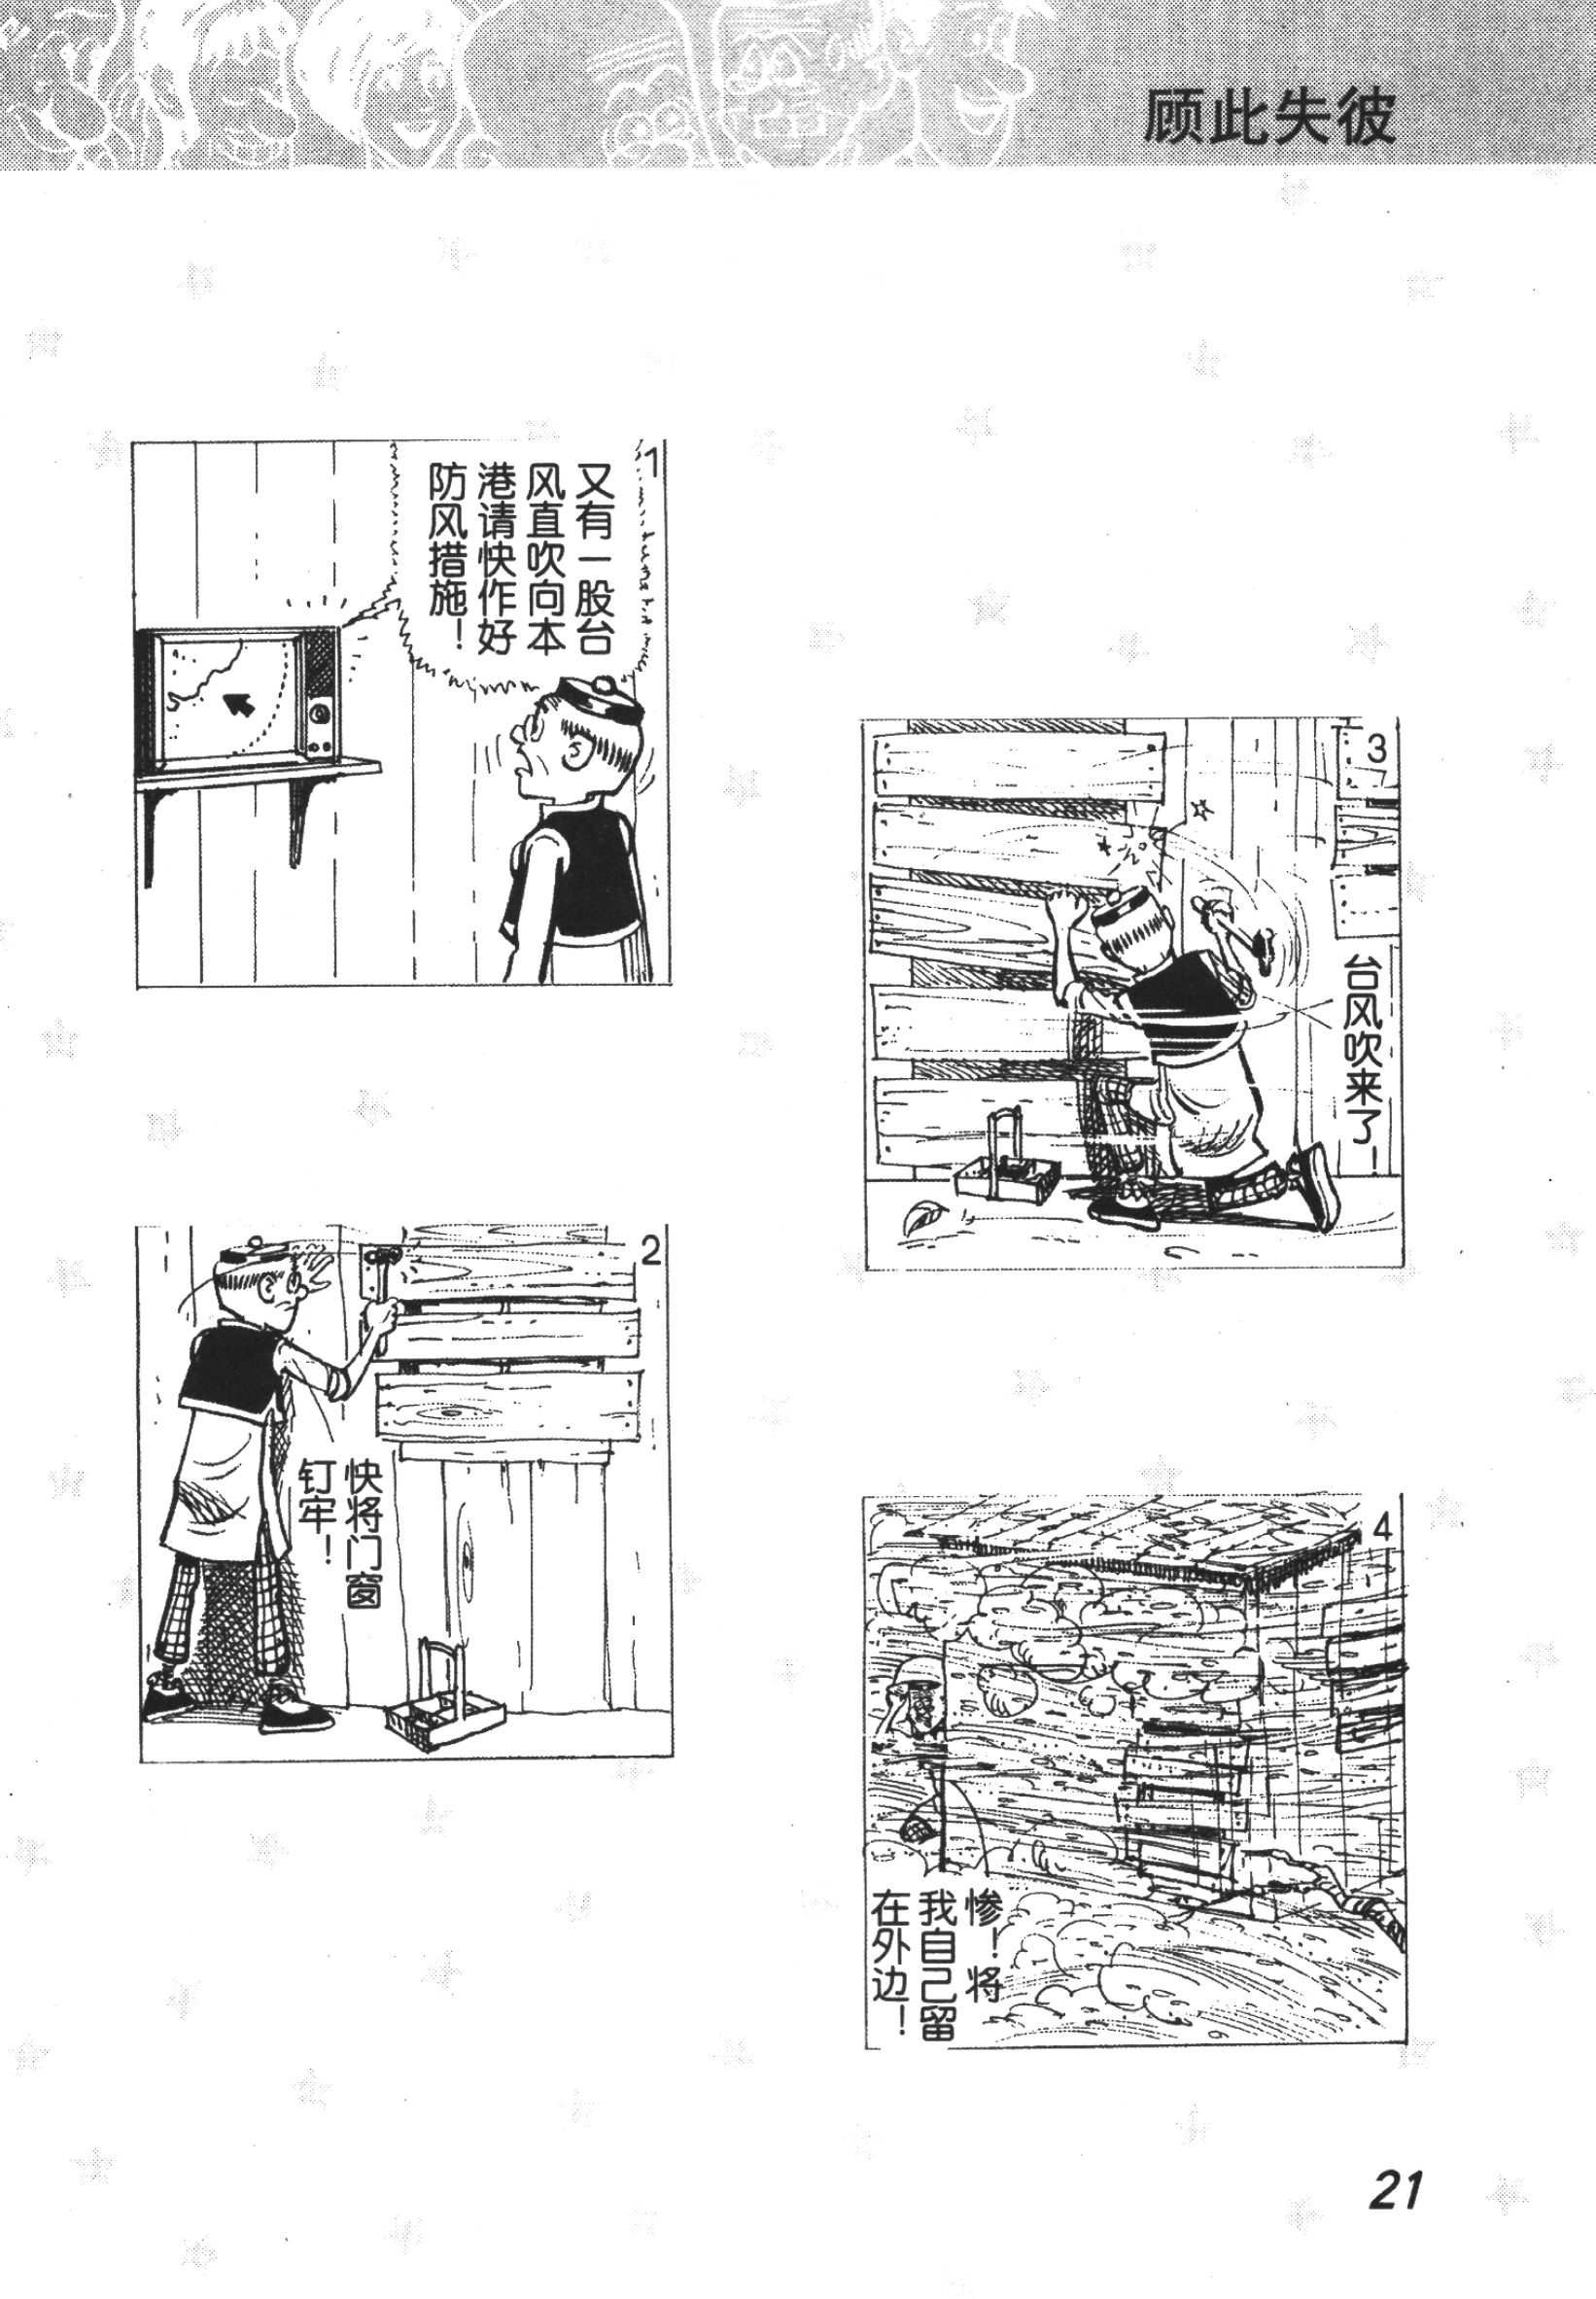 顾此失彼
1
又有一股台
风直吹向本
港请快作好
防风措施！
2
快将门窗
钉牢！
3
台风吹来了！
4
惨！将
我自己留
在外边！
21